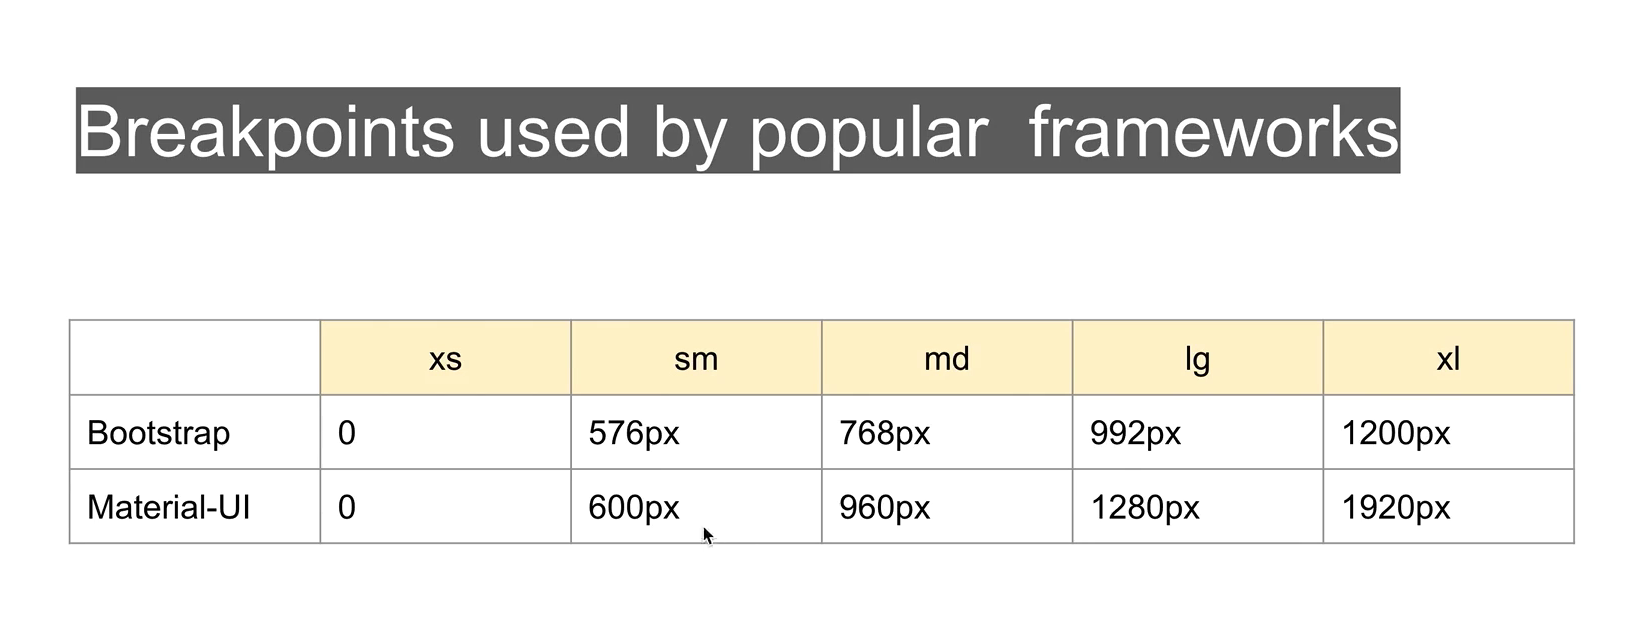 Breakpoints used by popular  frameworks
xs sm md lg xl
Bootstrap 0 576px 768px 992px 1200px
Material-UI 0 600px 960px 1280px 1920px